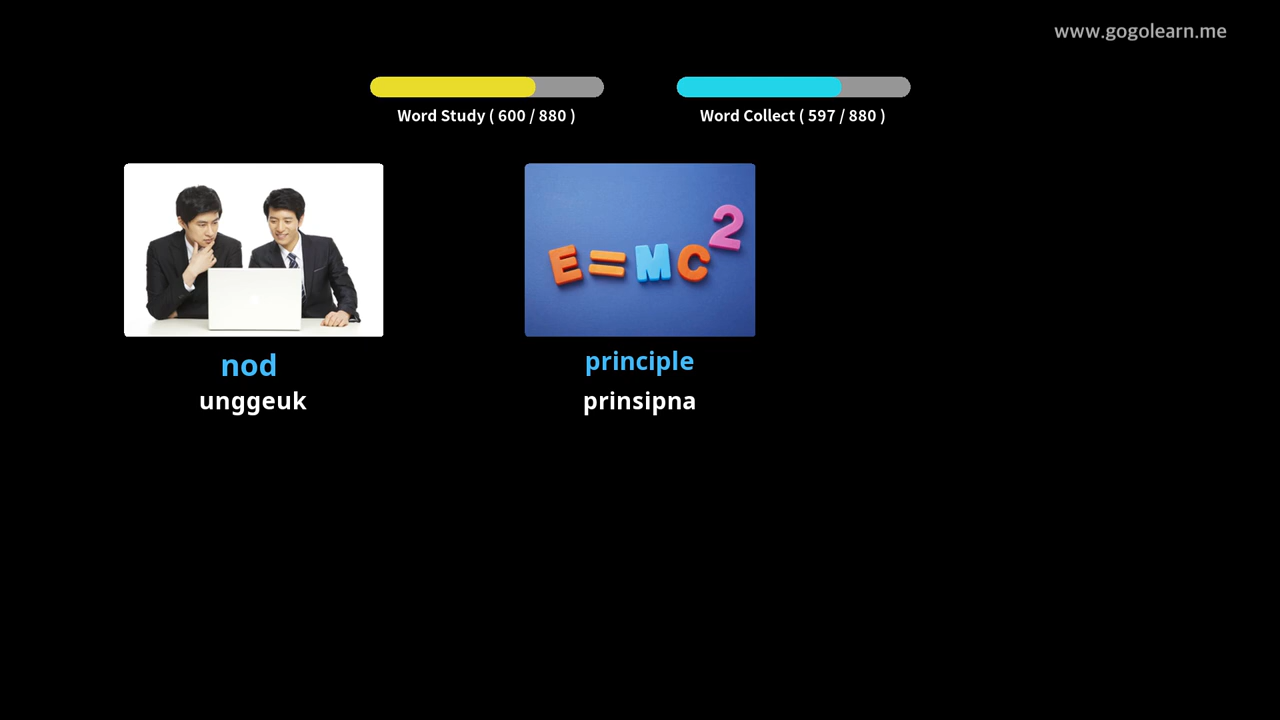 www.gogolearn.me
Word Study ( 600 / 880 )
Word Collect ( 597 / 880 )
E=MC2
nod
unggeuk
principle
prinsipna